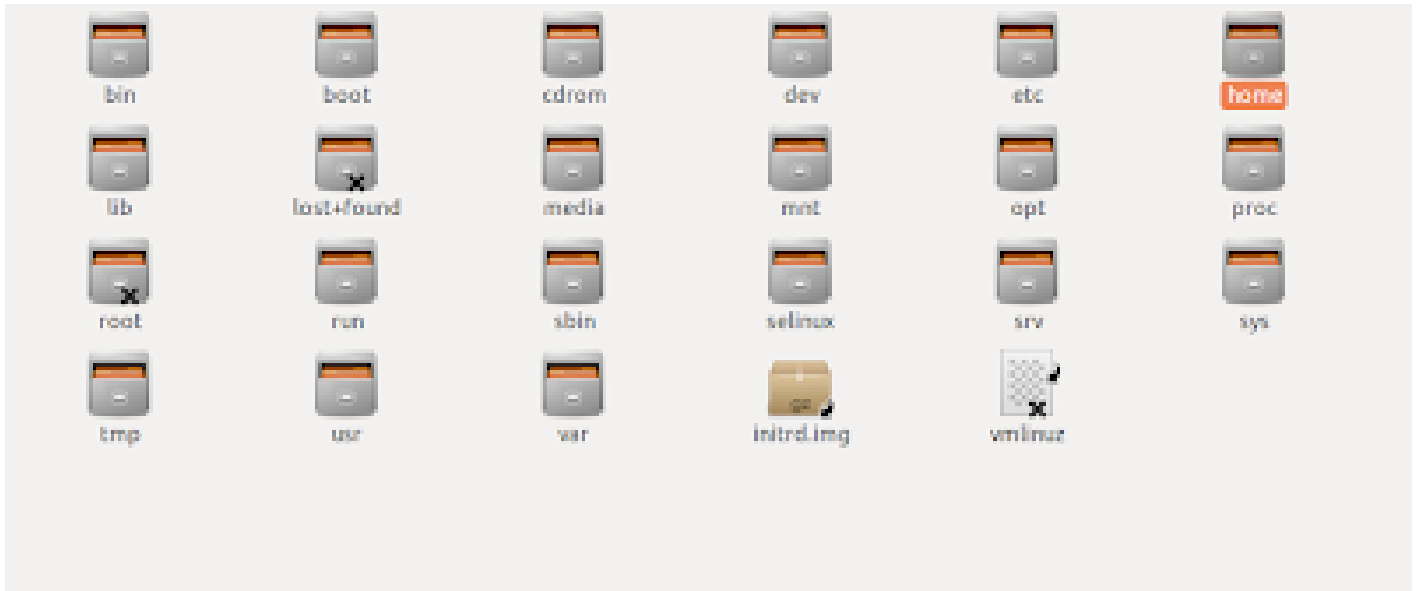 bin boot cdrom dev etc home
lib lost+found media mnt opt proc
root run sbin selinux srv sys
tmp usr var initrd.img vmlinuz